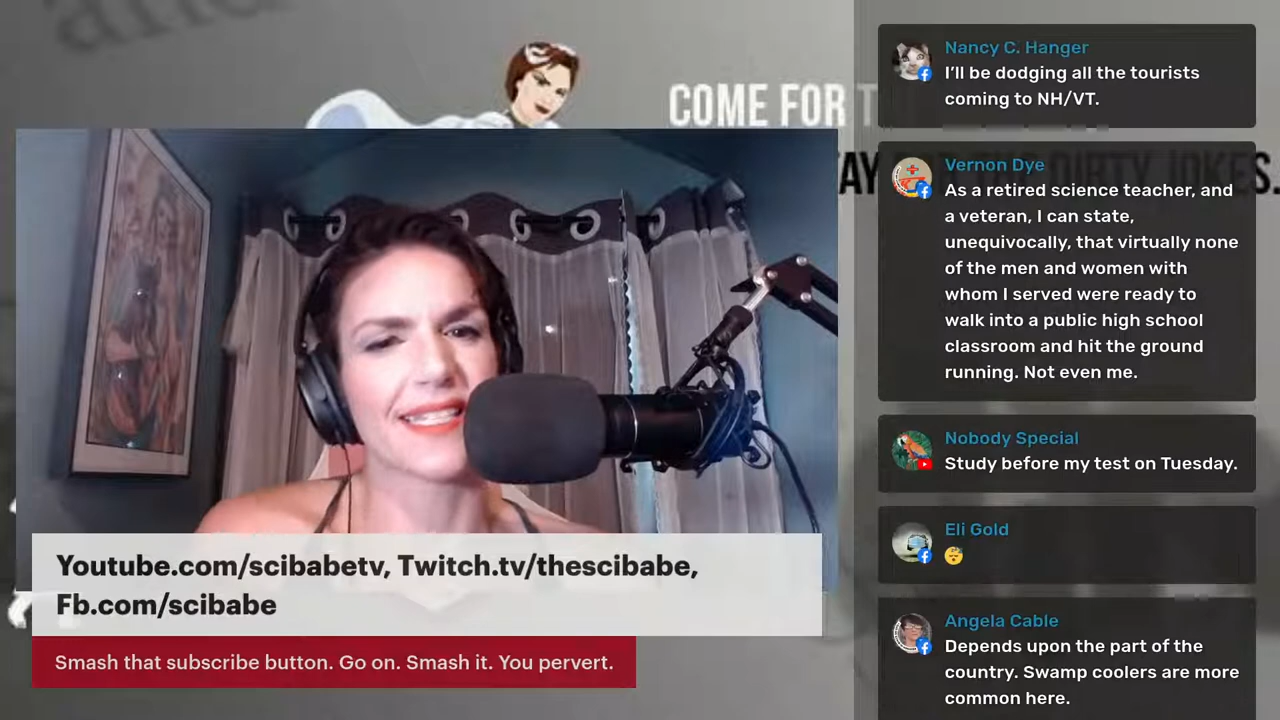 and
COME FOR T
AY
DIRTY JOKES.
Youtube.com/scibabetv, Twitch.tv/thescibabe,
Fb.com/scibabe
Smash that subscribe button. Go on. Smash it. You pervert.
Nancy C. Hanger
I’ll be dodging all the tourists
coming to NH/VT.
Vernon Dye
As a retired science teacher, and
a veteran, I can state,
unequivocally, that virtually none
of the men and women with
whom I served were ready to
walk into a public high school
classroom and hit the ground
running. Not even me.
Nobody Special
Study before my test on Tuesday.
Eli Gold
😴
Angela Cable
Depends upon the part of the
country. Swamp coolers are more
common here.